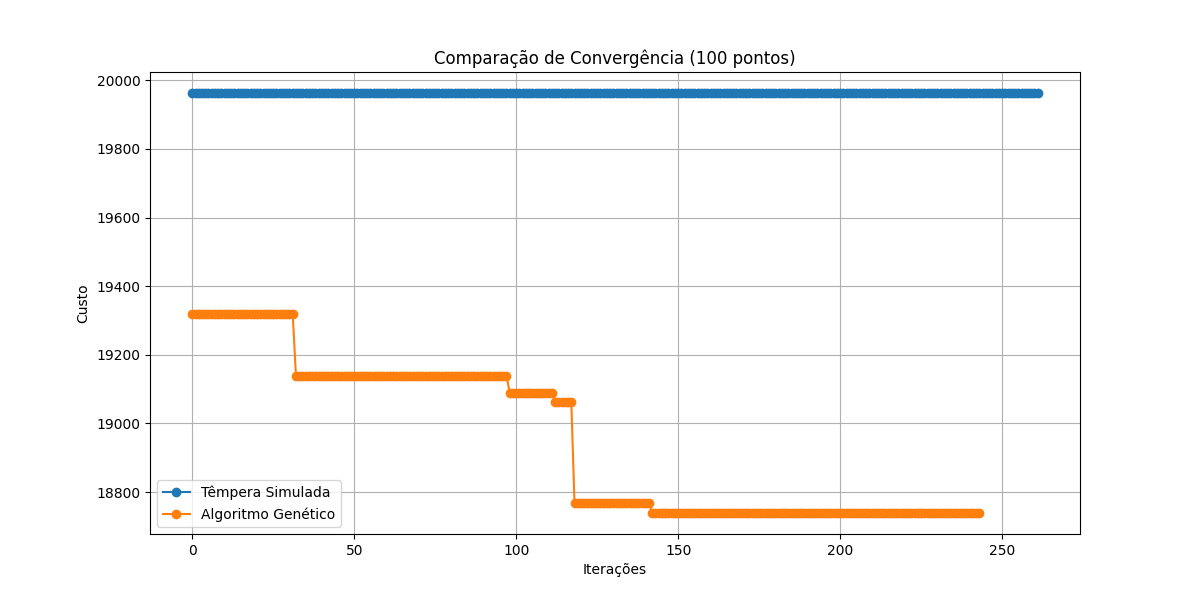 Comparação de Convergência (100 pontos)
20000
19800
19600
19400
19200
19000
18800
Custo
Têmpera Simulada
Algoritmo Genético
0 50 100 150 200 250
Iterações